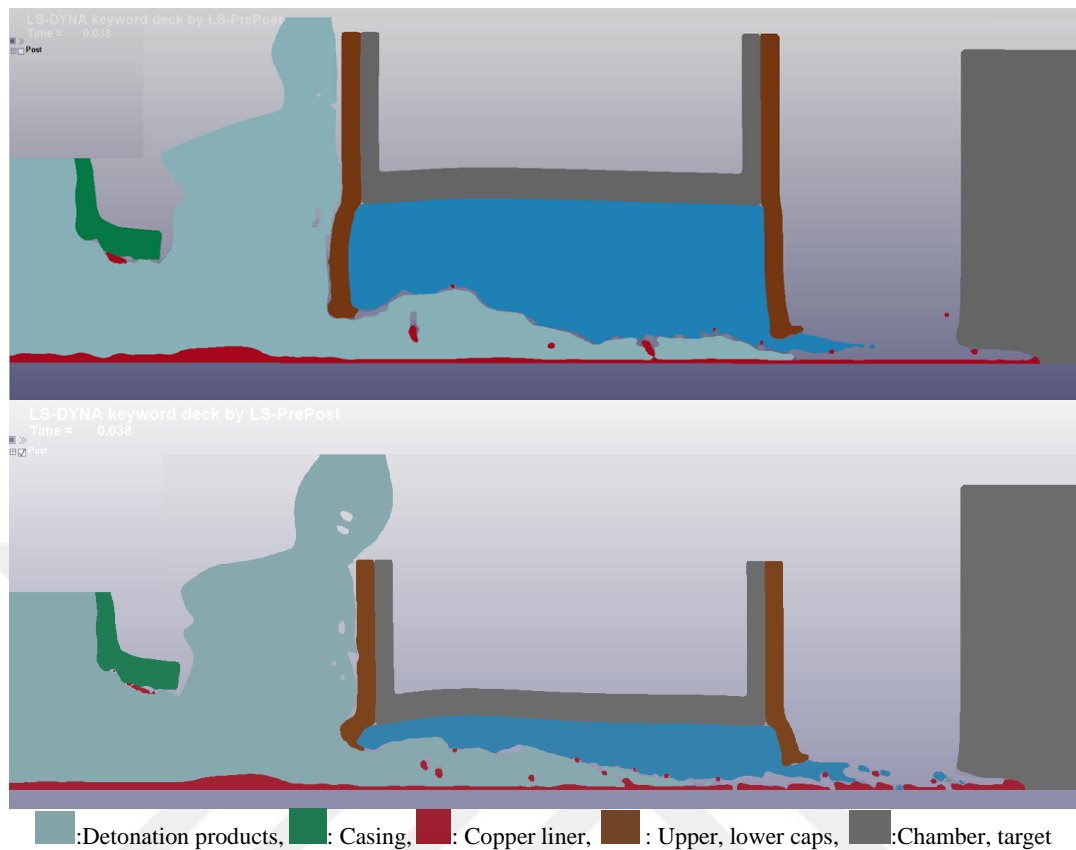 LS-DYNA keyword deck by LS-PrePost
Time = 0.038
Post
LS-DYNA keyword deck by LS-PrePost
Time = 0.038
Post
:Detonation products, : Casing, : Copper liner, : Upper, lower caps, :Chamber, target